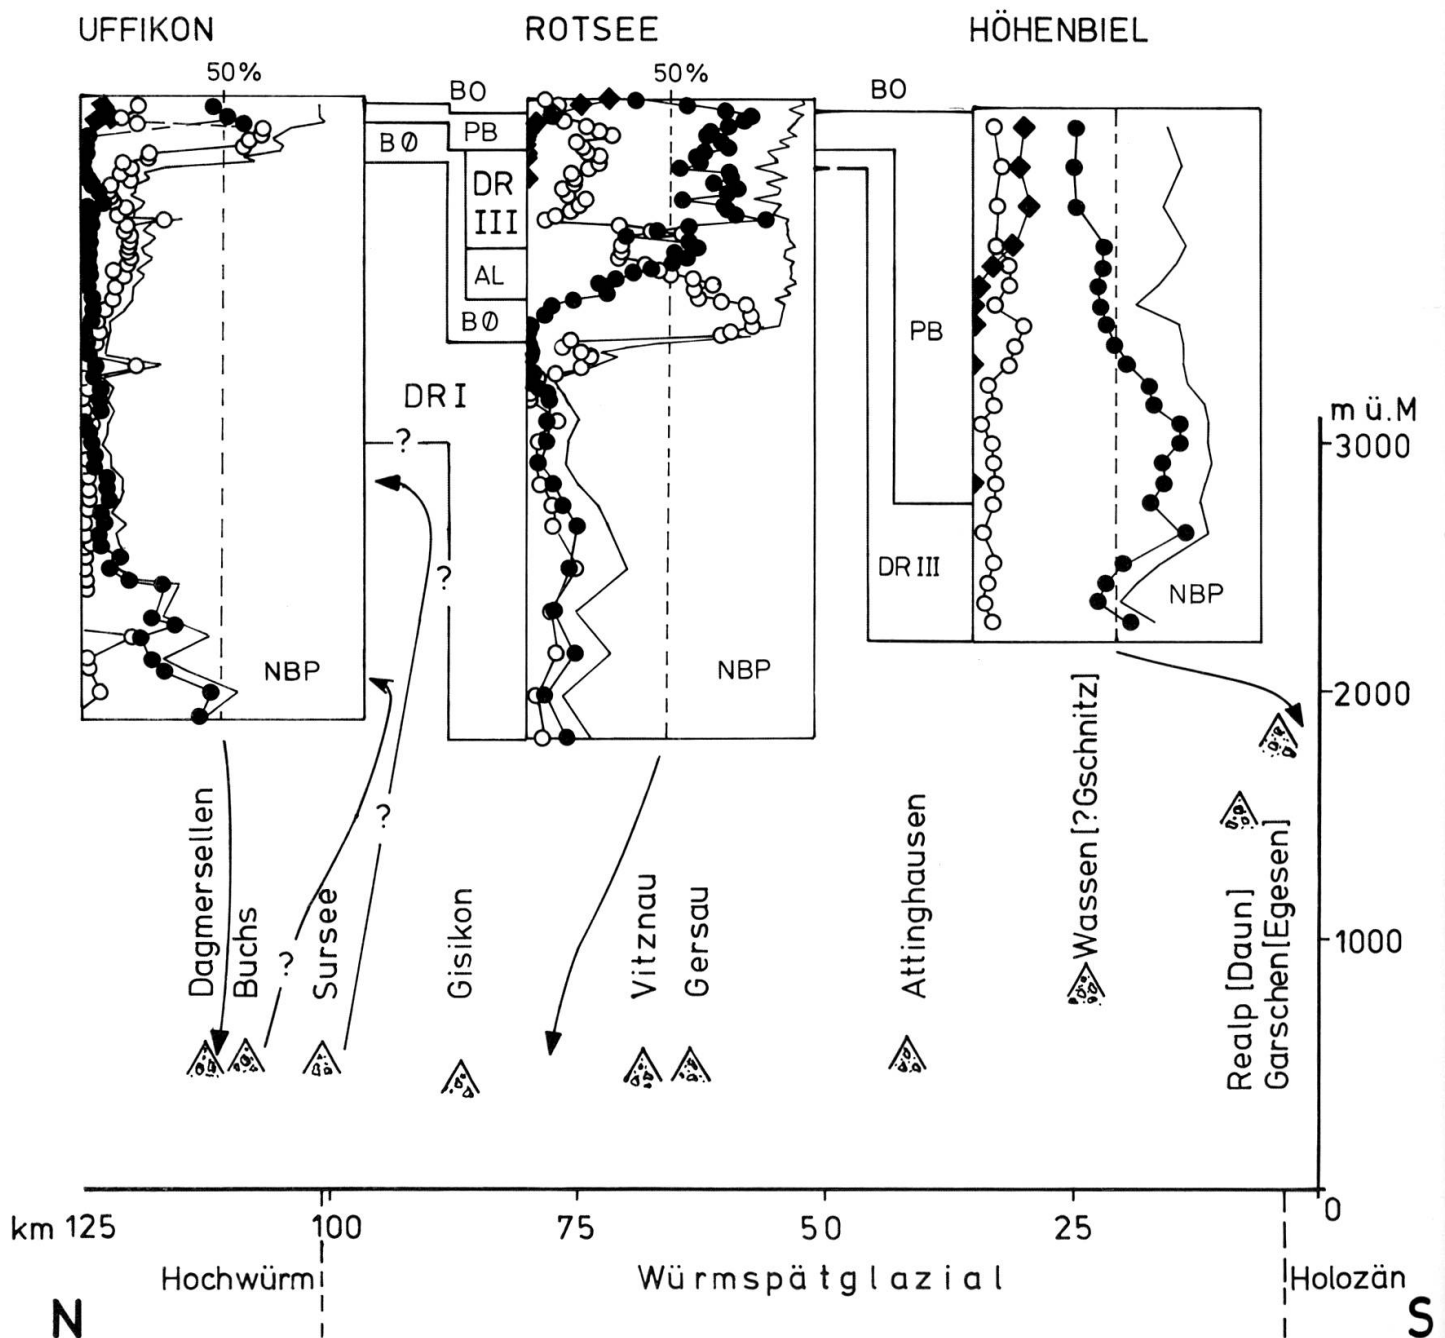 UFFIKON
ROTSEE
HÖHENBIEL
50%
50%
BO
BO
PB
BØ
DR
III
AL
BØ
PB
DR I
m ü.M
?
3000
DR III
?
NBP
NBP
NBP
2000
Dagmersellen
Buchs
?
Sursee
?
Gisikon
Vitznau
Gersau
Attinghausen
Wassen [?Gschnitz]
Realp [Daun]
Garschen [Egesen]
1000
0
km 125
100
75
50
25
Hochwürm
Würmspätglazial
Holozän
N
S